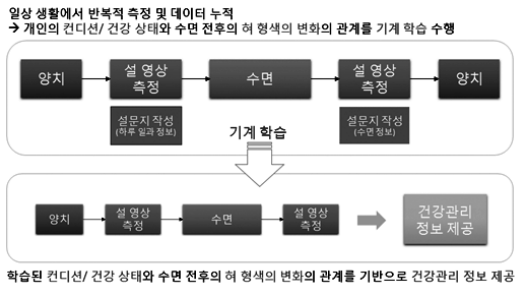 일상 생활에서 반복적 측정 및 데이터 누적
→ 개인의 컨디션/ 건강 상태와 수면 전후의 혀 형색의 변화의 관계를 기계 학습 수행
양치
설 영상
측정
수면
설 영상
측정
양치
설문지 작성
(하루 일과 정보)
설문지 작성
(수면 정보)
기계 학습
양치
설 영상
측정
수면
설 영상
측정
건강관리
정보 제공
학습된 컨디션/ 건강 상태와 수면 전후의 혀 형색의 변화의 관계를 기반으로 건강관리 정보 제공